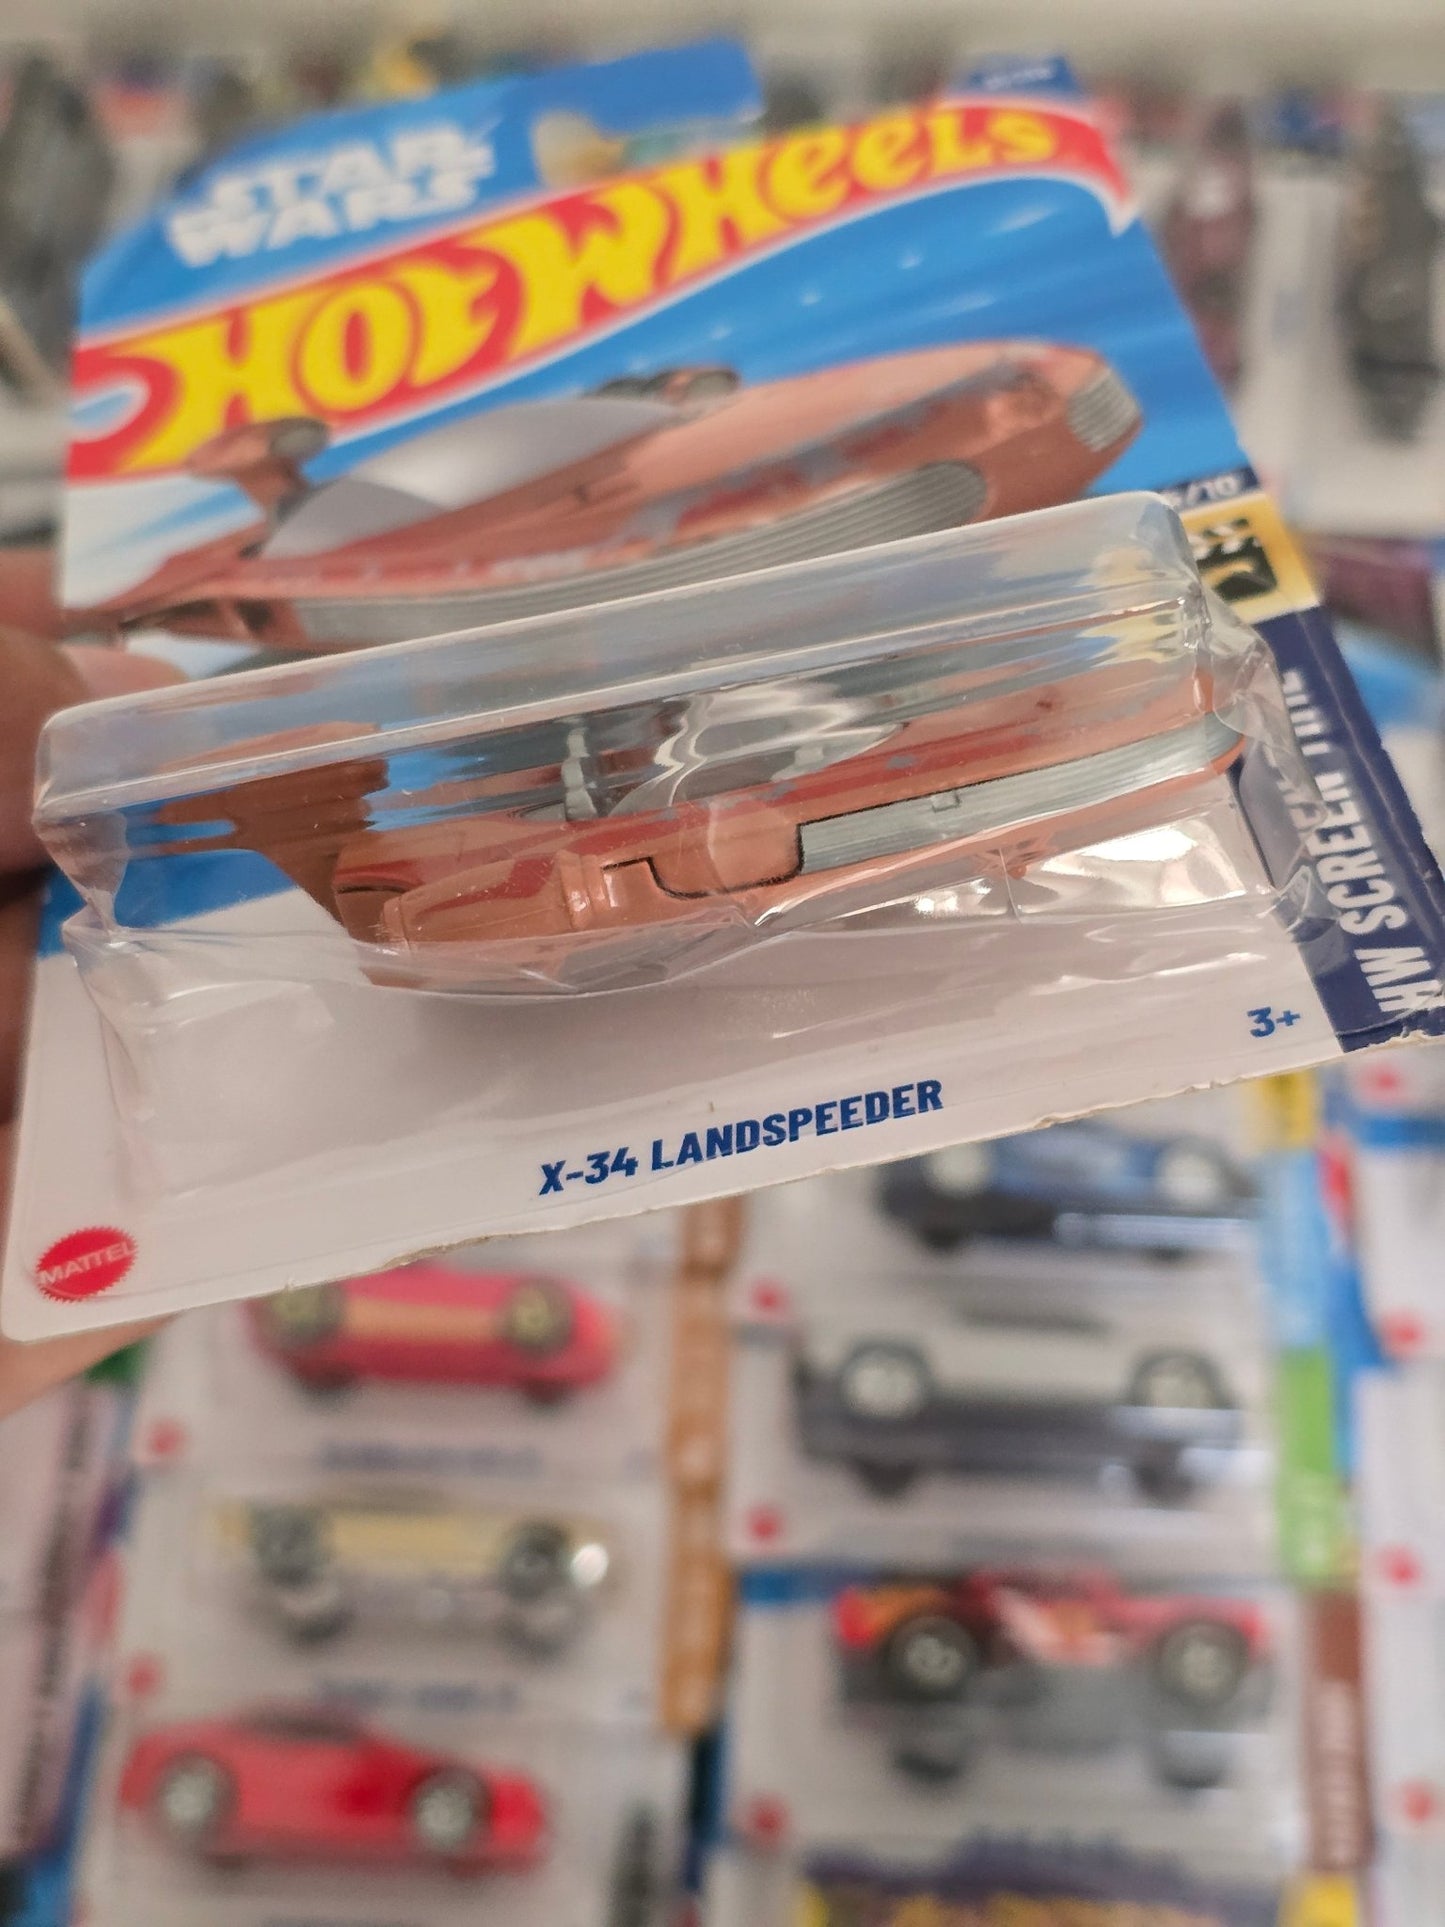 STAR
WARS
HOT WHEELS
HW SCREEN TIME
3+
X-34 LANDSPEEDER
MATTEL